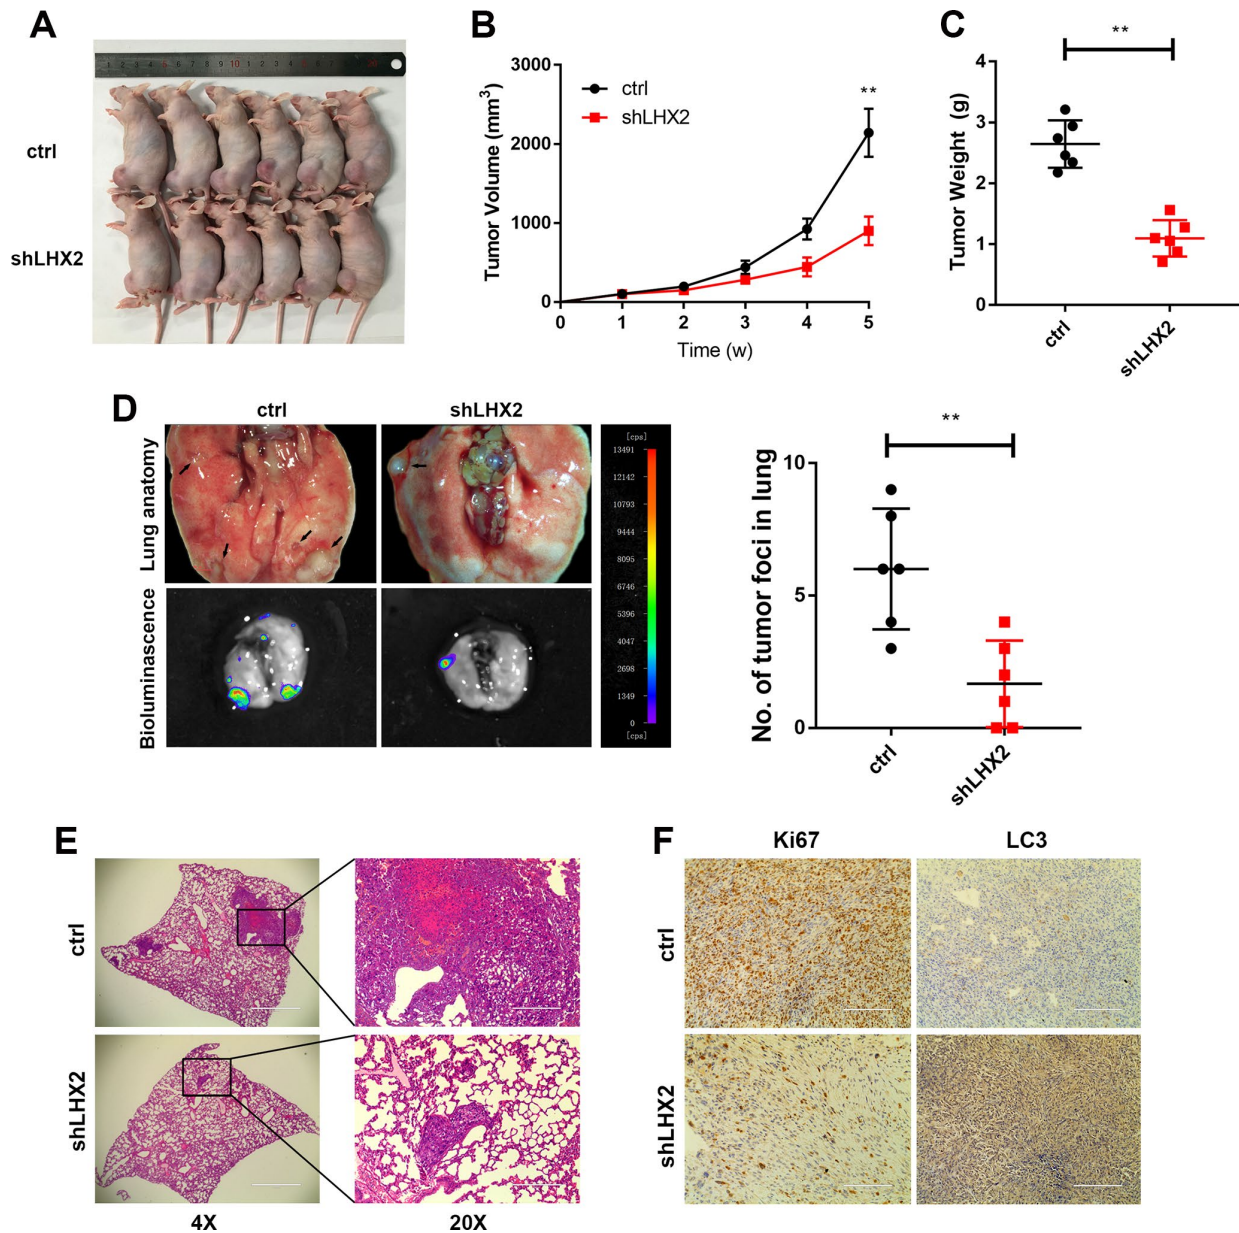 A
ctrl
shLHX2
10
B
Tumor Volume (mm³)
3000
2000
1000
0
ctrl
shLHX2
**
0 1 2 3 4 5
Time (w)
C
**
Tumor Weight (g)
4
3
2
1
0
ctrl
shLHX2
D
ctrl
shLHX2
Lung anatomy
Bioluminascence
[cps]
13491
12142
10793
9444
8095
6746
5396
4047
2698
1349
0
[cps]
**
No. of tumor foci in lung
10
5
0
ctrl
shLHX2
E
ctrl
shLHX2
4X
20X
F
Ki67
LC3
ctrl
shLHX2